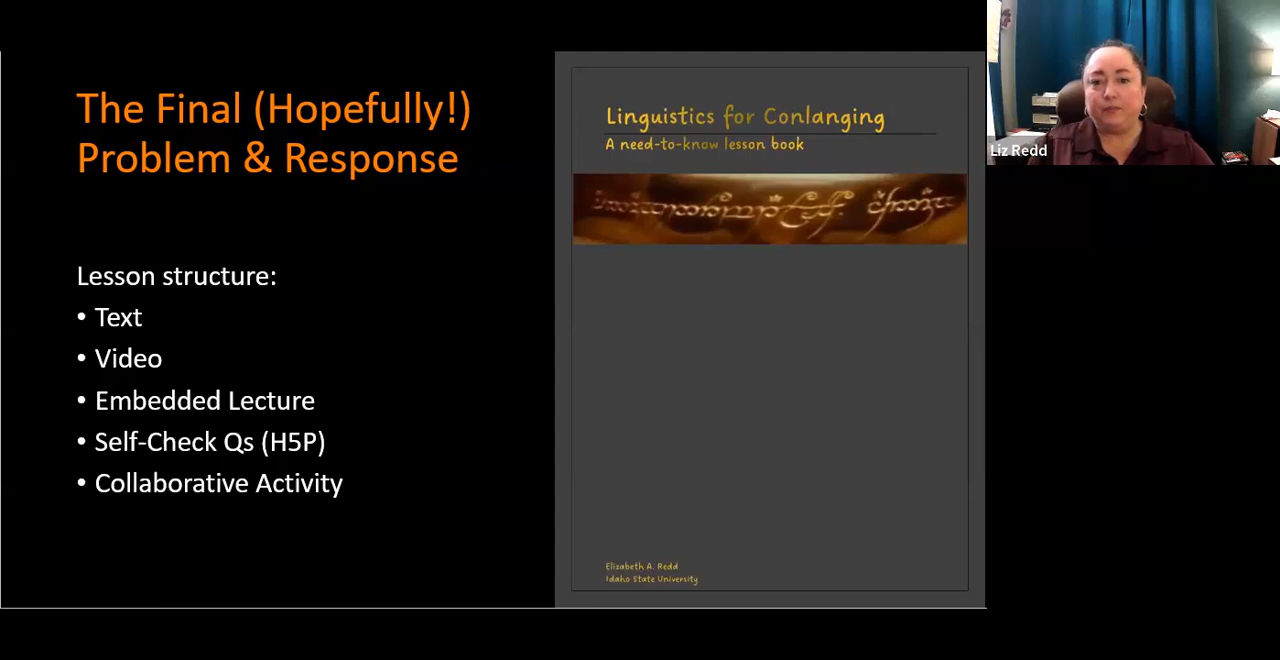 The Final (Hopefully!)
Problem & Response
Lesson structure:
• Text
• Video
• Embedded Lecture
• Self-Check Qs (H5P)
• Collaborative Activity
Linguistics for Conlanging
A need-to-know lesson book
Elizabeth A. Redd
Idaho State University
Liz Redd